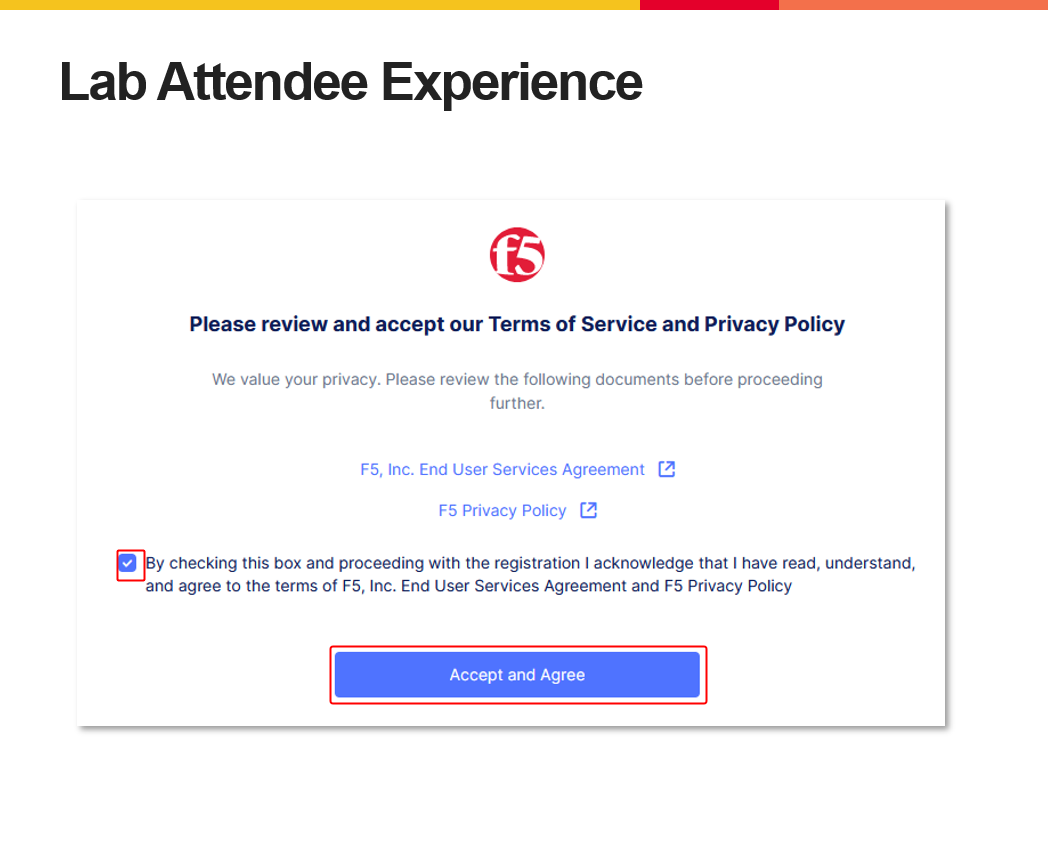 Lab Attendee Experience
f5
Please review and accept our Terms of Service and Privacy Policy
We value your privacy. Please review the following documents before proceeding
further.
F5, Inc. End User Services Agreement
F5 Privacy Policy
By checking this box and proceeding with the registration I acknowledge that I have read, understand,
and agree to the terms of F5, Inc. End User Services Agreement and F5 Privacy Policy
Accept and Agree